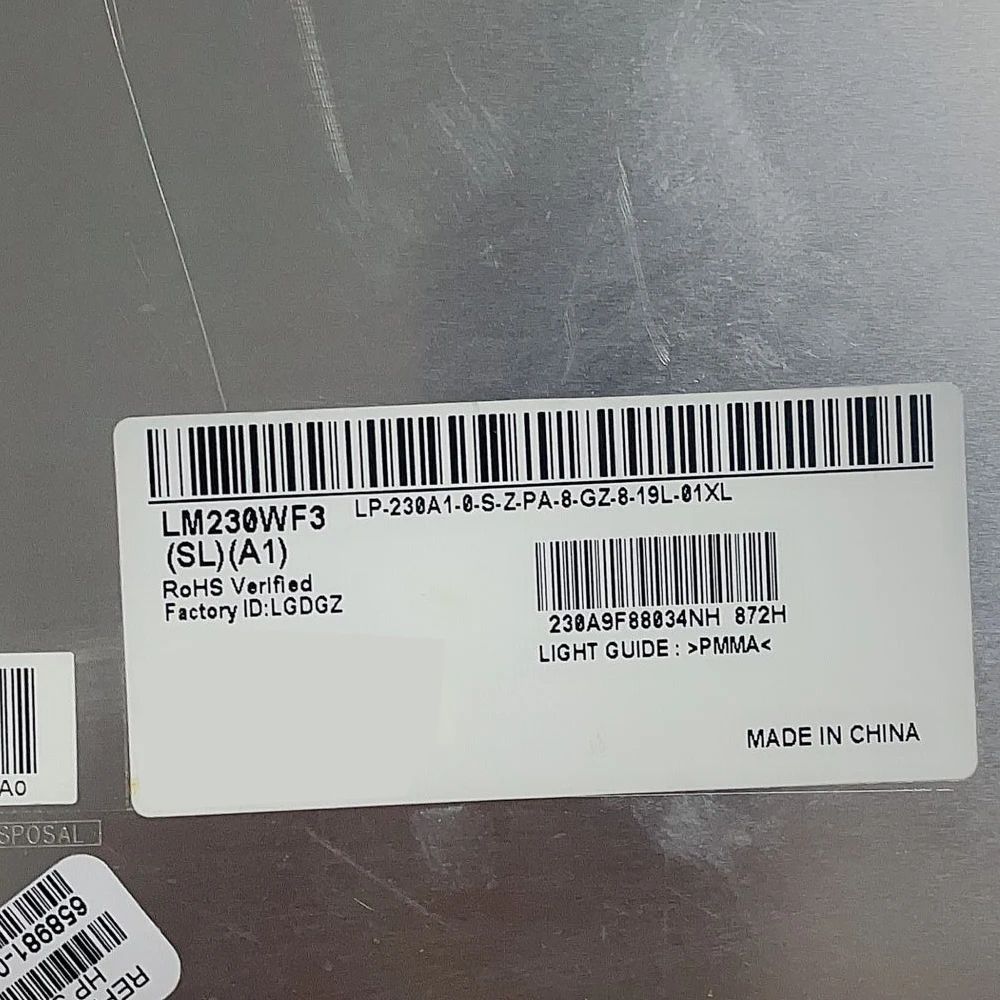 LP-230A1-0-S-Z-PA-8-GZ-8-19L-01XL
LM230WF3
(SL)(A1)
RoHS Verified
Factory ID:LGDGZ
230A9F88034NH 872H
LIGHT GUIDE : >PMMA<
MADE IN CHINA
A0
SPOSAL
658981-0
HP
REP